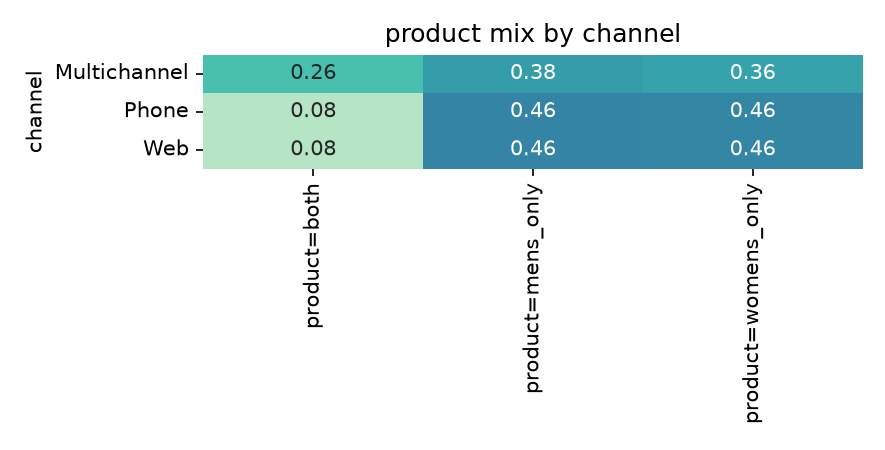 product mix by channel
channel
Multichannel 0.26 0.38 0.36
Phone 0.08 0.46 0.46
Web 0.08 0.46 0.46
product=both
product=mens_only
product=womens_only